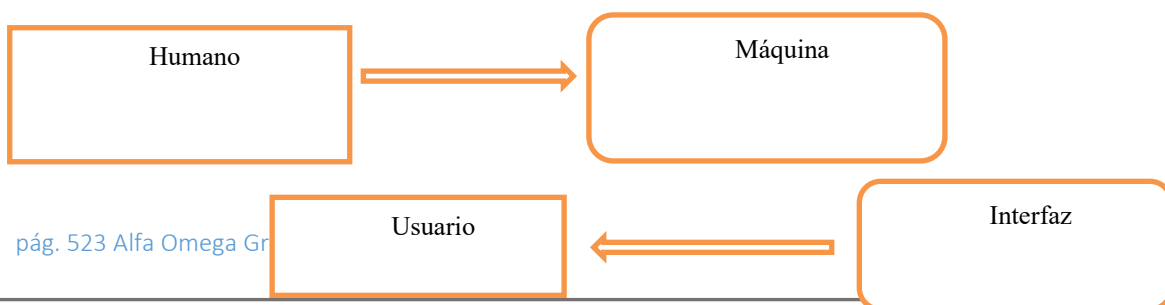 Humano
Máquina
Usuario
Interfaz
pág. 523 Alfa Omega Gr